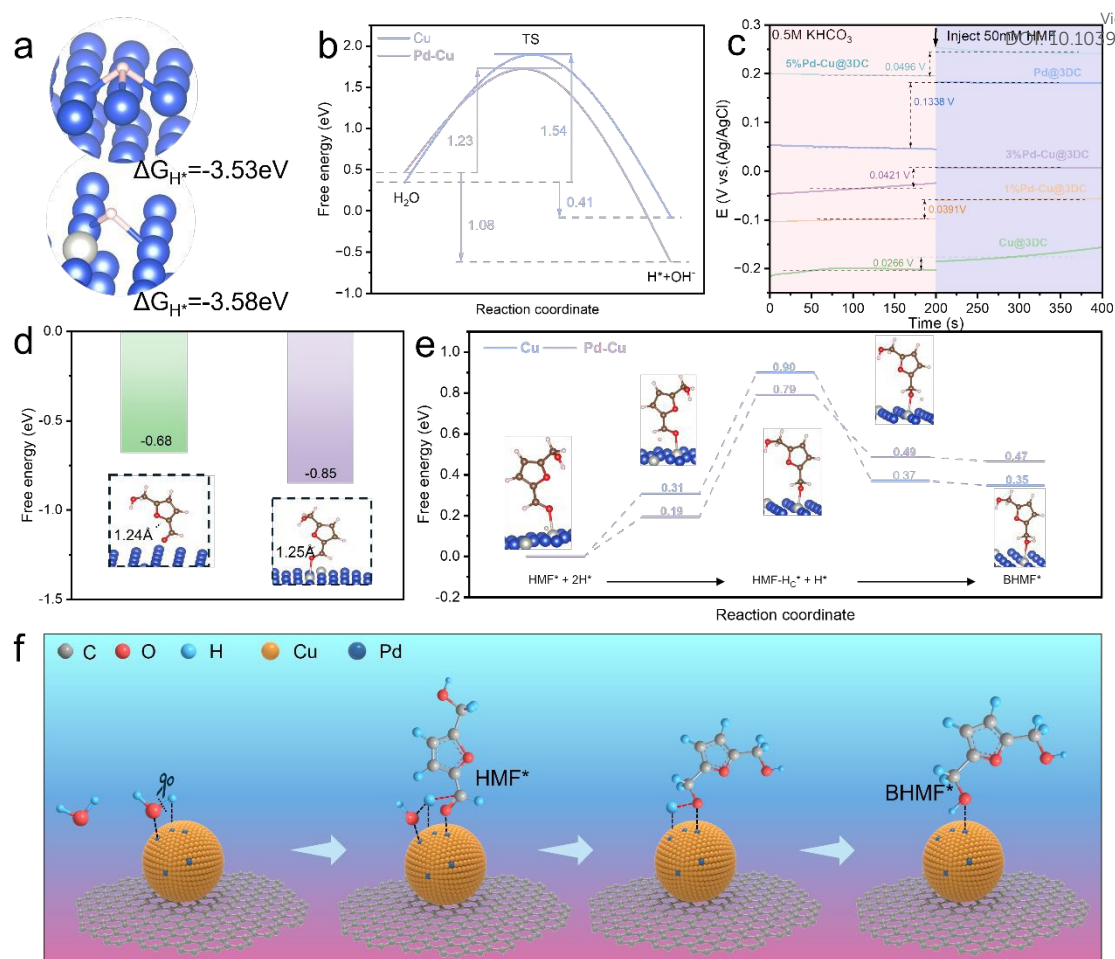 a
ΔG_H*=-3.53eV
ΔG_H*=-3.58eV
b
Cu
Pd-Cu
TS
1.23
1.54
1.08
0.41
H₂O
H*+OH⁻
Free energy (eV)
2.0
1.5
1.0
0.5
0.0
-0.5
-1.0
Reaction coordinate
c
0.5M KHCO₃
Inject 50mM HMF
Vi
DOI: 10.1039
5%Pd-Cu@3DC
0.0496 V
Pd@3DC
0.1338 V
3%Pd-Cu@3DC
0.0421 V
1%Pd-Cu@3DC
0.0391V
Cu@3DC
0.0266 V
E (V vs.(Ag/AgCl)
0.3
0.2
0.1
0.0
-0.1
-0.2
0 50 100 150 200 250 300 350 400
Time (s)
d
Free energy (eV)
0.0
-0.5
-1.0
-1.5
-0.68
-0.85
1.24Å
1.25Å
e
Cu
Pd-Cu
Free energy (eV)
1.0
0.8
0.6
0.4
0.2
0.0
-0.2
0.31
0.19
0.90
0.79
0.49
0.37
0.47
0.35
HMF* + 2H*
HMF-H_C* + H*
BHMF*
Reaction coordinate
f
C O H Cu Pd
HMF*
BHMF*